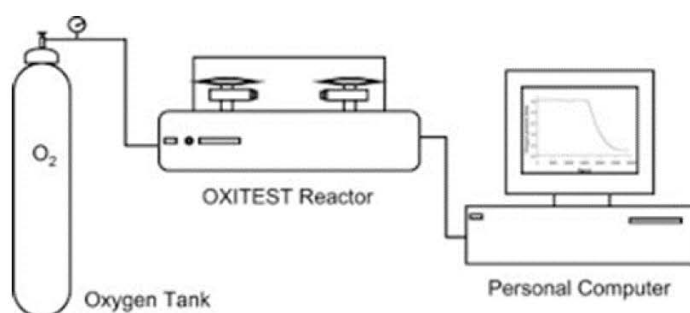 O₂
OXITEST Reactor
Oxygen Tank
Personal Computer